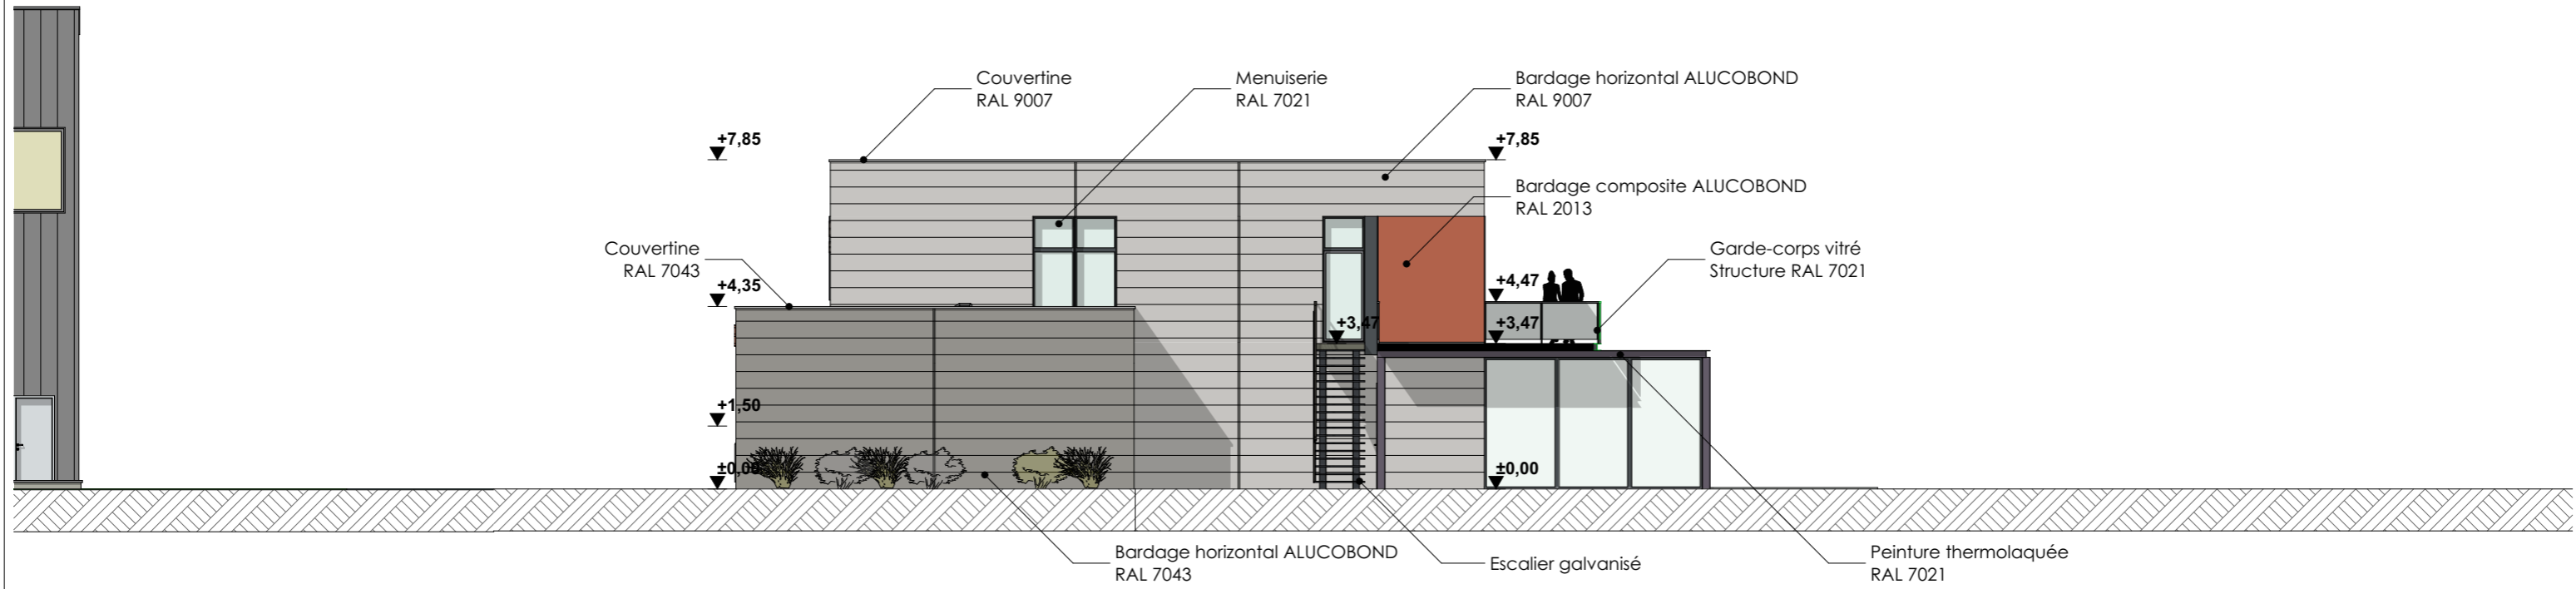 Couvertine
RAL 9007
Menuiserie
RAL 7021
Bardage horizontal ALUCOBOND
RAL 9007
+7,85
+7,85
Bardage composite ALUCOBOND
RAL 2013
Couvertine
RAL 7043
Garde-corps vitré
Structure RAL 7021
+4,35
+4,47
+3,47
+3,47
+1,50
±0,00
±0,00
Bardage horizontal ALUCOBOND
RAL 7043
Escalier galvanisé
Peinture thermolaquée
RAL 7021